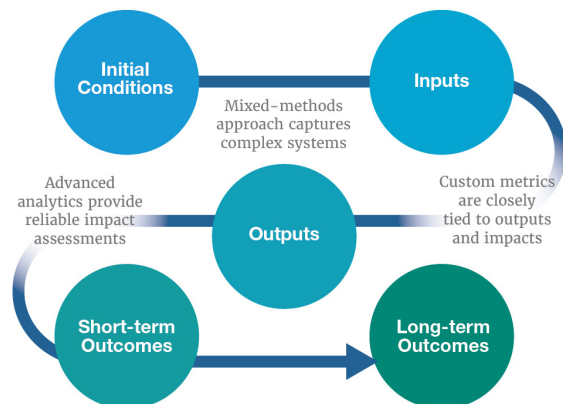 Initial
Conditions
Inputs
Mixed-methods
approach captures
complex systems
Advanced
analytics provide
reliable impact
assessments
Custom metrics
are closely
tied to outputs
and impacts
Outputs
Short-term
Outcomes
Long-term
Outcomes